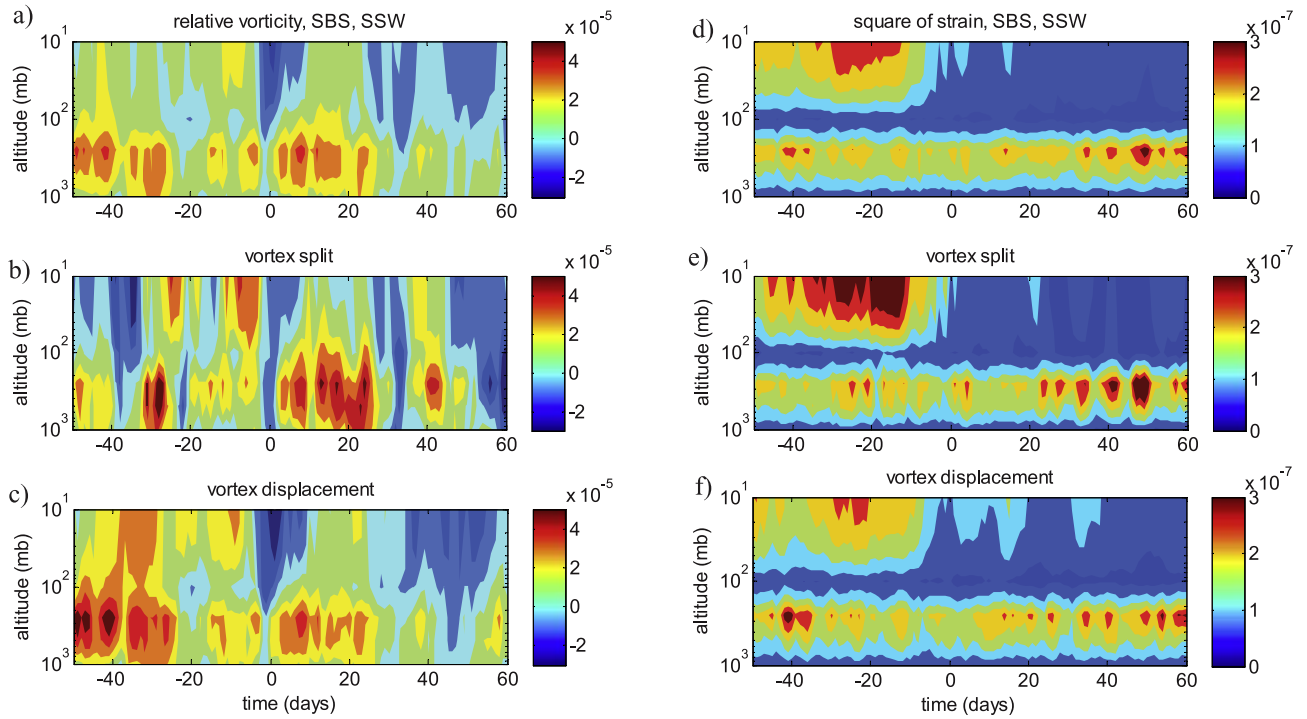 a)
relative vorticity, SBS, SSW
x 10^-5
10^1
10^2
10^3
altitude (mb)
-40 -20 0 20 40 60
4
2
0
-2
b)
vortex split
x 10^-5
10^1
10^2
10^3
altitude (mb)
-40 -20 0 20 40 60
4
2
0
-2
c)
vortex displacement
x 10^-5
10^1
10^2
10^3
altitude (mb)
-40 -20 0 20 40 60
time (days)
4
2
0
-2
d)
square of strain, SBS, SSW
x 10^-7
10^1
10^2
10^3
altitude (mb)
-40 -20 0 20 40 60
3
2
1
0
e)
vortex split
x 10^-7
10^1
10^2
10^3
altitude (mb)
-40 -20 0 20 40 60
3
2
1
0
f)
vortex displacement
x 10^-7
10^1
10^2
10^3
altitude (mb)
-40 -20 0 20 40 60
time (days)
3
2
1
0